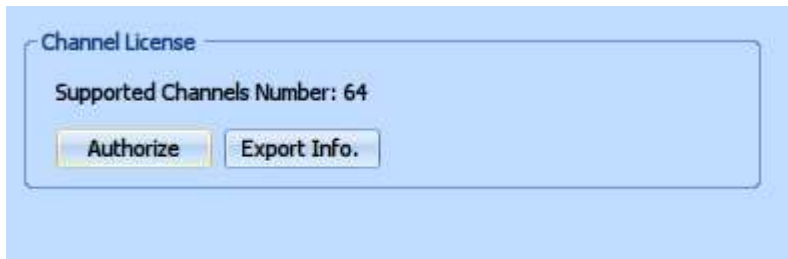 Channel License
Supported Channels Number: 64
Authorize Export Info.